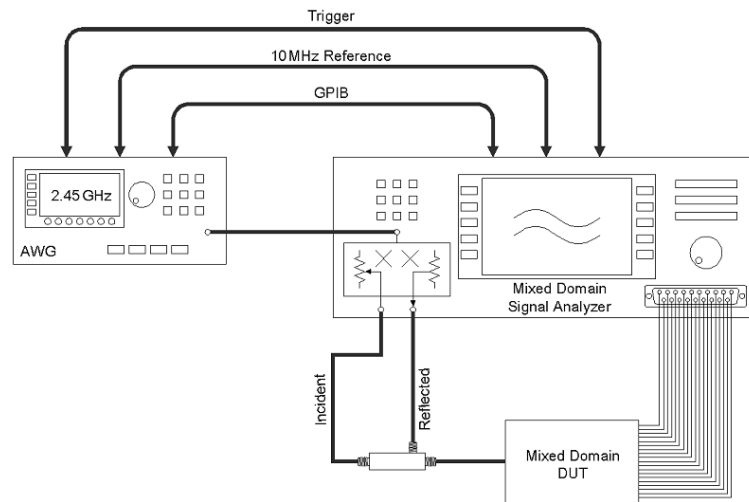 Trigger
10 MHz Reference
GPIB
2.45 GHz
AWG
Mixed Domain
Signal Analyzer
Incident
Reflected
Mixed Domain
DUT